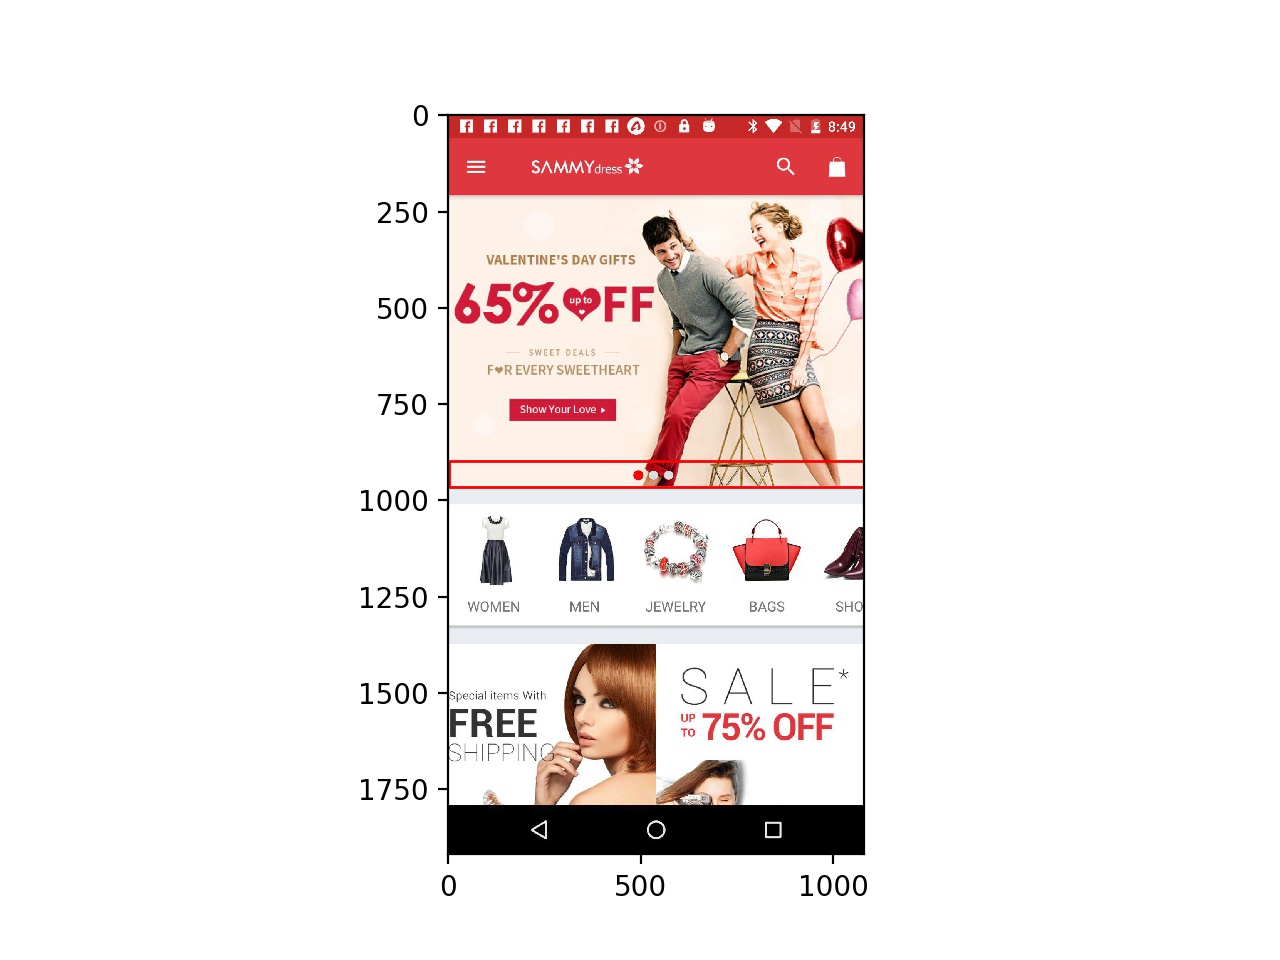 0
250
500
750
1000
1250
1500
1750
8:49
SAMMYdress
VALENTINE'S DAY GIFTS
65% up to OFF
SWEET DEALS
F♥R EVERY SWEETHEART
Show Your Love
WOMEN MEN JEWELRY BAGS SHO
Special items With
FREE
SHIPPING
SALE*
UP TO 75% OFF
0 500 1000